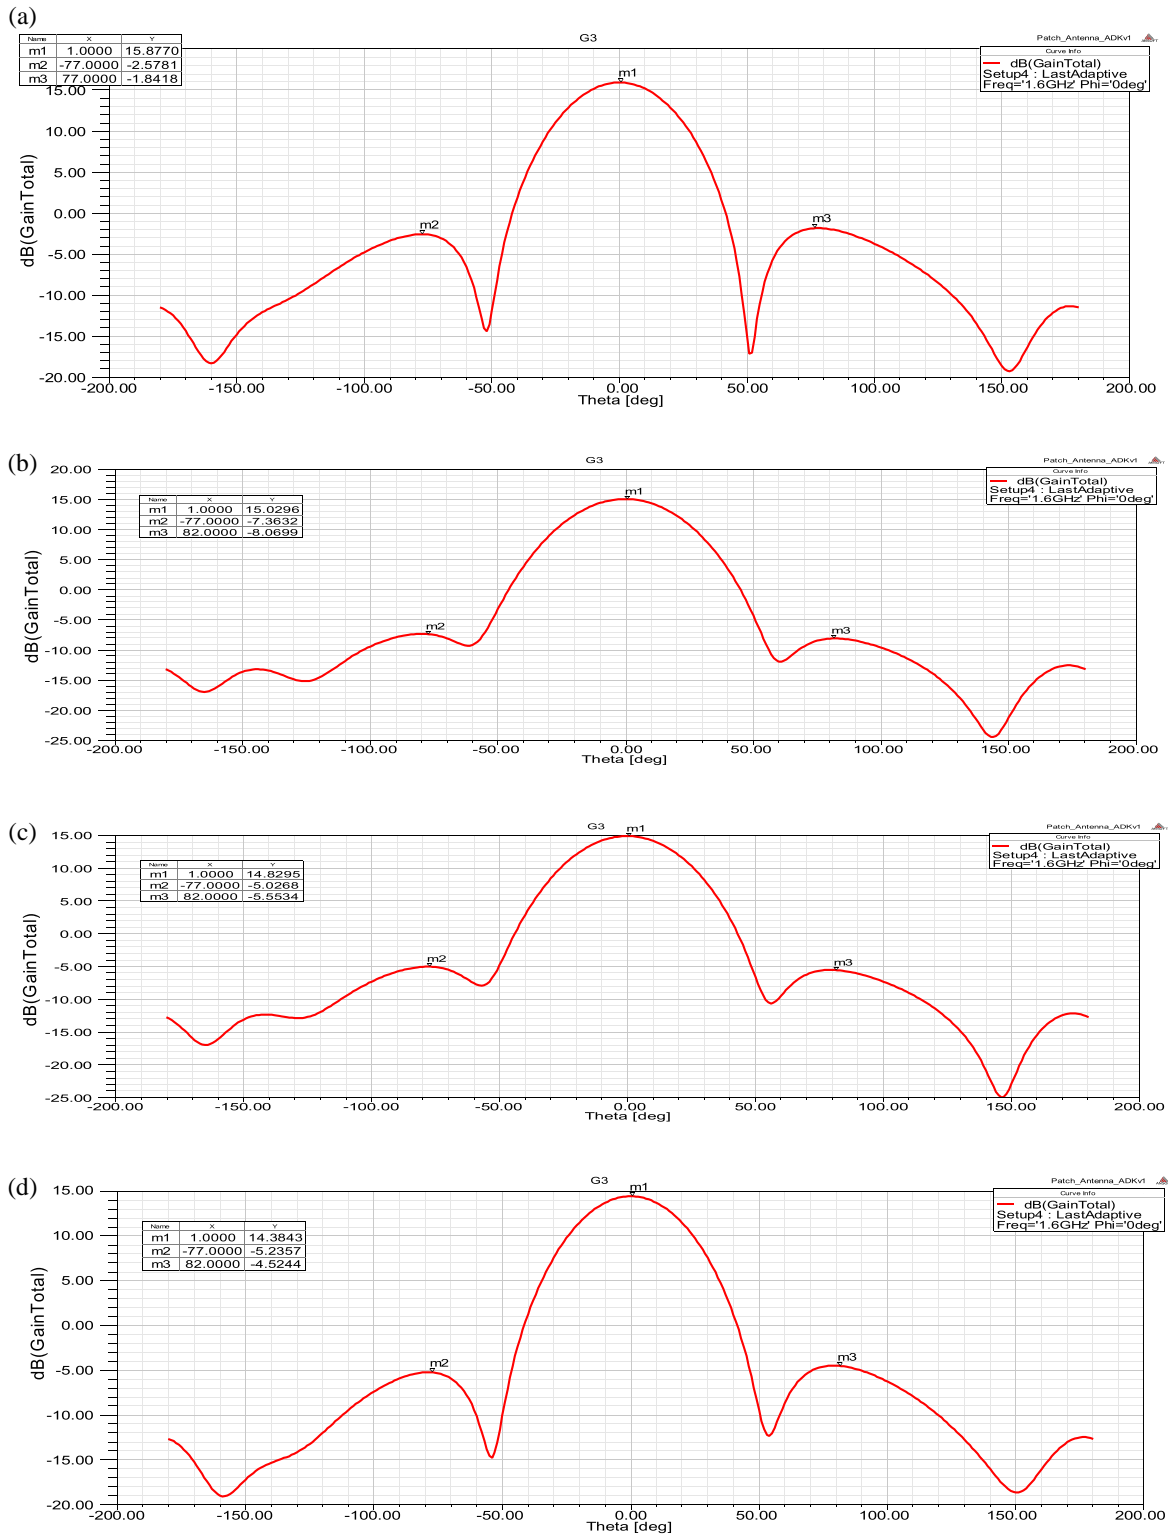 (a)
G3
Patch_Antenna_ADKv1
Name X Y
m1 1.0000 15.8770
m2 -77.0000 -2.5781
m3 77.0000 -1.8418
Curve Info
dB(GainTotal)
Setup4 : LastAdaptive
Freq='1.6GHz' Phi='0deg'
m1
m2
m3
dB(GainTotal)
15.00
10.00
5.00
0.00
-5.00
-10.00
-15.00
-20.00
-200.00 -150.00 -100.00 -50.00 0.00 50.00 100.00 150.00 200.00
Theta [deg]
(b)
G3
Patch_Antenna_ADKv1
Name X Y
m1 1.0000 15.0296
m2 -77.0000 -7.3632
m3 82.0000 -8.0699
Curve Info
dB(GainTotal)
Setup4 : LastAdaptive
Freq='1.6GHz' Phi='0deg'
m1
m2
m3
dB(GainTotal)
20.00
15.00
10.00
5.00
0.00
-5.00
-10.00
-15.00
-20.00
-25.00
-200.00 -150.00 -100.00 -50.00 0.00 50.00 100.00 150.00 200.00
Theta [deg]
(c)
G3
Patch_Antenna_ADKv1
Name X Y
m1 1.0000 14.8295
m2 -77.0000 -5.0268
m3 82.0000 -5.5534
Curve Info
dB(GainTotal)
Setup4 : LastAdaptive
Freq='1.6GHz' Phi='0deg'
m1
m2
m3
dB(GainTotal)
15.00
10.00
5.00
0.00
-5.00
-10.00
-15.00
-20.00
-25.00
-200.00 -150.00 -100.00 -50.00 0.00 50.00 100.00 150.00 200.00
Theta [deg]
(d)
G3
Patch_Antenna_ADKv1
Name X Y
m1 1.0000 14.3843
m2 -77.0000 -5.2357
m3 82.0000 -4.5244
Curve Info
dB(GainTotal)
Setup4 : LastAdaptive
Freq='1.6GHz' Phi='0deg'
m1
m2
m3
dB(GainTotal)
15.00
10.00
5.00
0.00
-5.00
-10.00
-15.00
-20.00
-200.00 -150.00 -100.00 -50.00 0.00 50.00 100.00 150.00 200.00
Theta [deg]